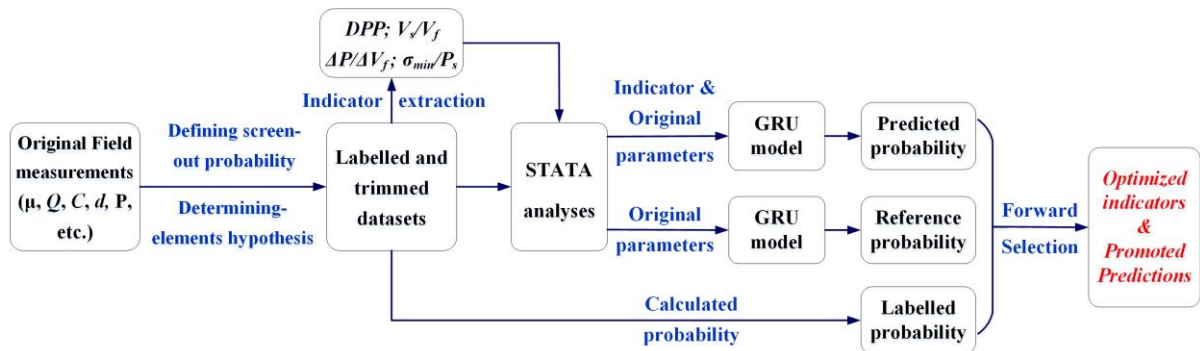 DPP; Vs/Vf
ΔP/ΔVf; σmin/Ps
Indicator extraction
Original Field
measurements
(μ, Q, C, d, P,
etc.)
Defining screen-
out probability
Determining-
elements hypothesis
Labelled and
trimmed
datasets
STATA
analyses
Indicator &
Original
parameters
GRU
model
Predicted
probability
Original
parameters
GRU
model
Reference
probability
Calculated
probability
Labelled
probability
Forward
Selection
Optimized
indicators
&
Promoted
Predictions